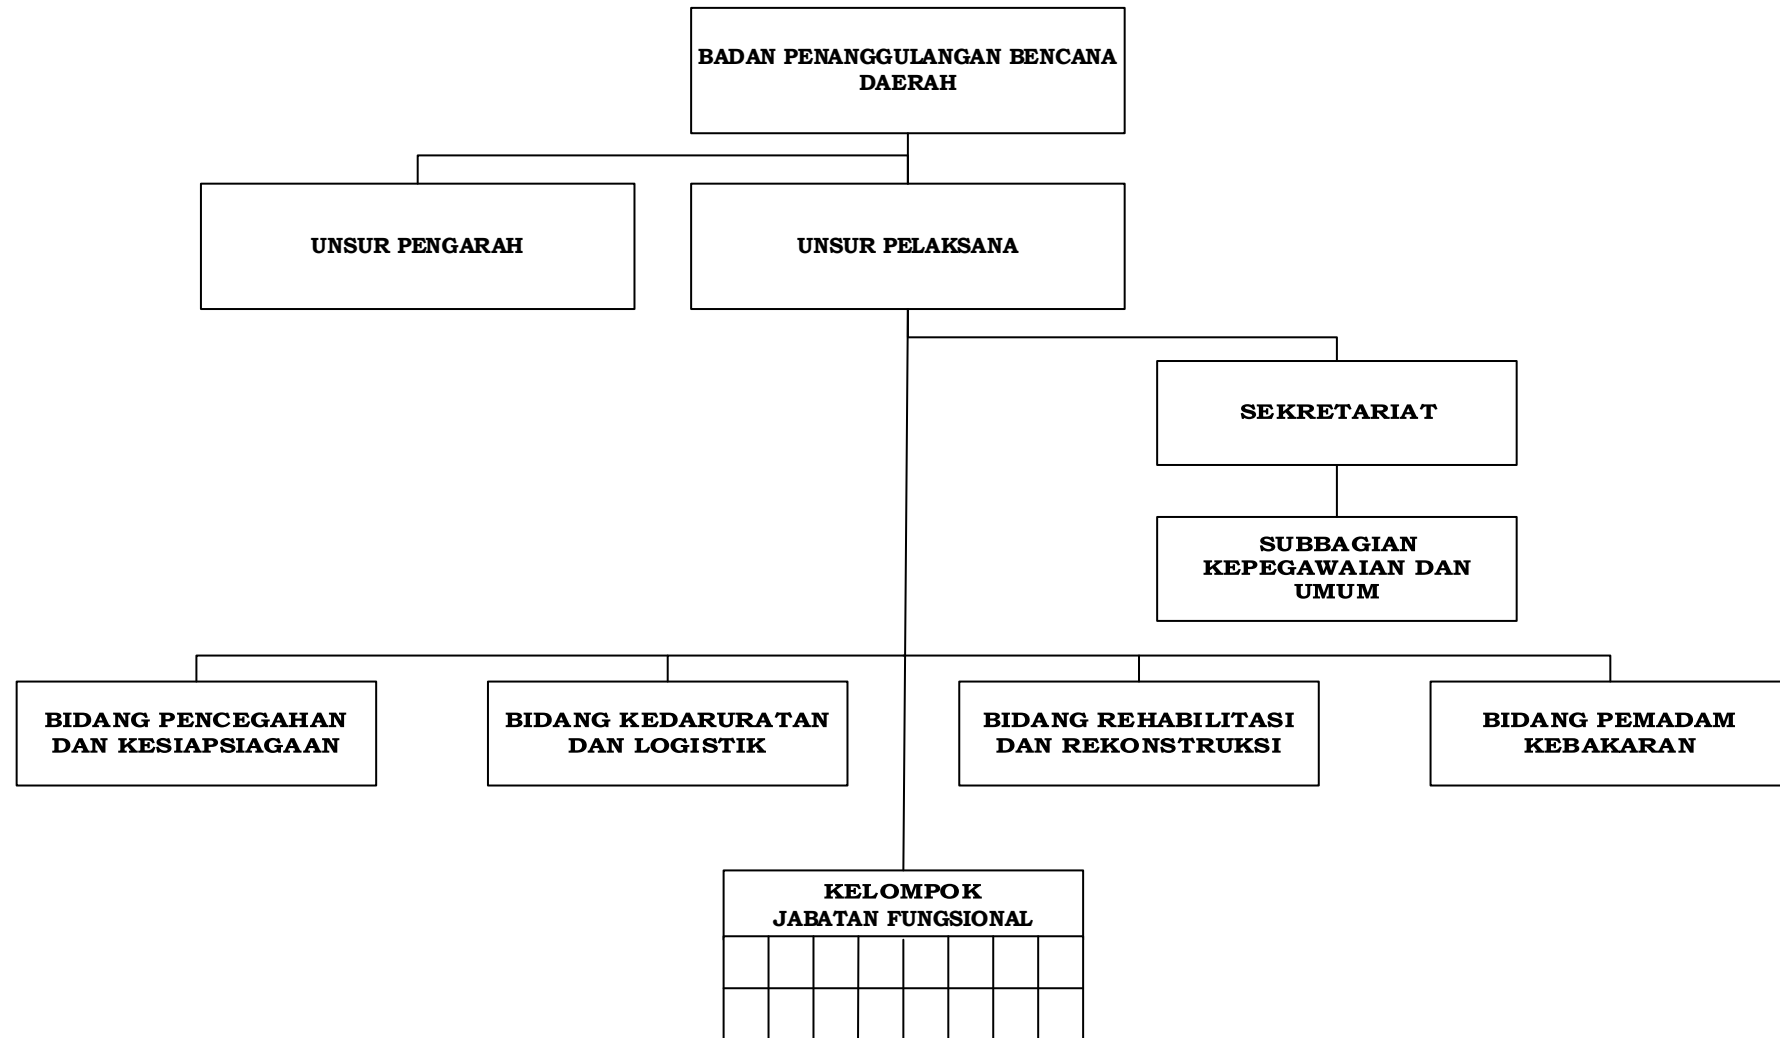 BADAN PENANGGULANGAN BENCANA
DAERAH
UNSUR PENGARAH
UNSUR PELAKSANA
SEKRETARIAT
SUBBAGIAN
KEPEGAWAIAN DAN
UMUM
BIDANG PENCEGAHAN
DAN KESIAPSIAGAAN
BIDANG KEDARURATAN
DAN LOGISTIK
BIDANG REHABILITASI
DAN REKONSTRUKSI
BIDANG PEMADAM
KEBAKARAN
KELOMPOK
JABATAN FUNGSIONAL